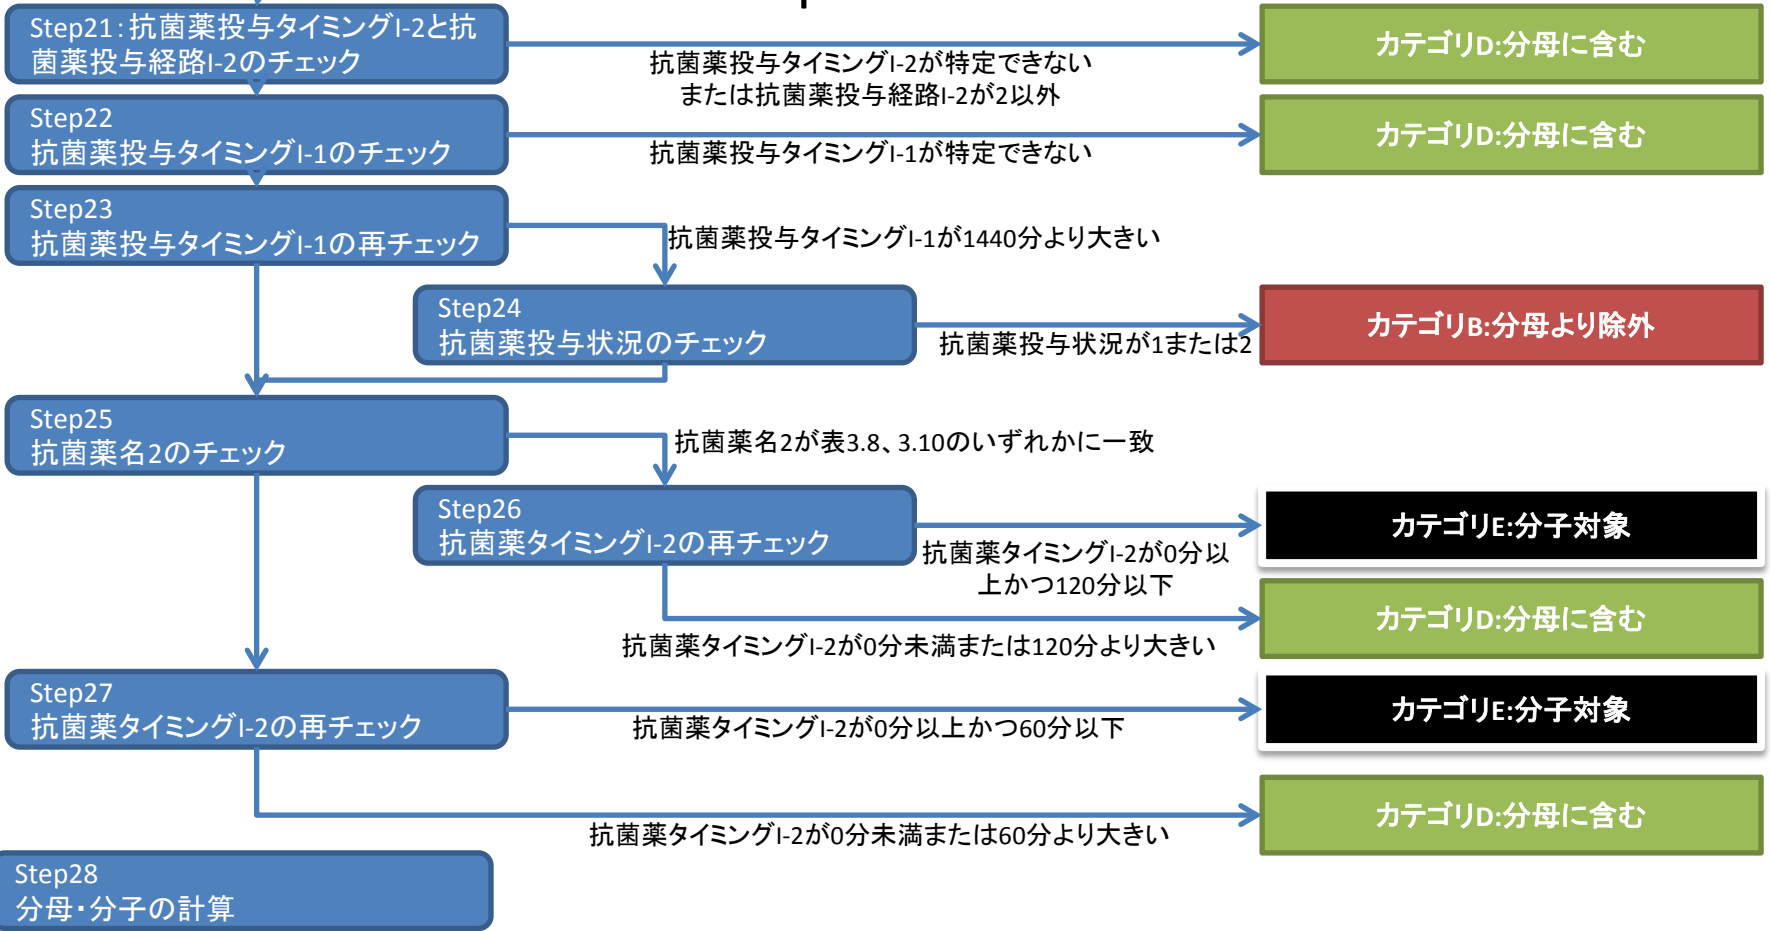 Step21：抗菌薬投与タイミングI-2と抗
菌薬投与経路I-2のチェック
抗菌薬投与タイミングI-2が特定できない
または抗菌薬投与経路I-2が2以外
カテゴリD:分母に含む
Step22
抗菌薬投与タイミングI-1のチェック
抗菌薬投与タイミングI-1が特定できない
カテゴリD:分母に含む
Step23
抗菌薬投与タイミングI-1の再チェック
抗菌薬投与タイミングI-1が1440分より大きい
Step24
抗菌薬投与状況のチェック
抗菌薬投与状況が1または2
カテゴリB:分母より除外
Step25
抗菌薬名2のチェック
抗菌薬名2が表3.8、3.10のいずれかに一致
Step26
抗菌薬タイミングI-2の再チェック
抗菌薬タイミングI-2が0分以
上かつ120分以下
カテゴリE:分子対象
抗菌薬タイミングI-2が0分未満または120分より大きい
カテゴリD:分母に含む
Step27
抗菌薬タイミングI-2の再チェック
抗菌薬タイミングI-2が0分以上かつ60分以下
カテゴリE:分子対象
抗菌薬タイミングI-2が0分未満または60分より大きい
カテゴリD:分母に含む
Step28
分母・分子の計算